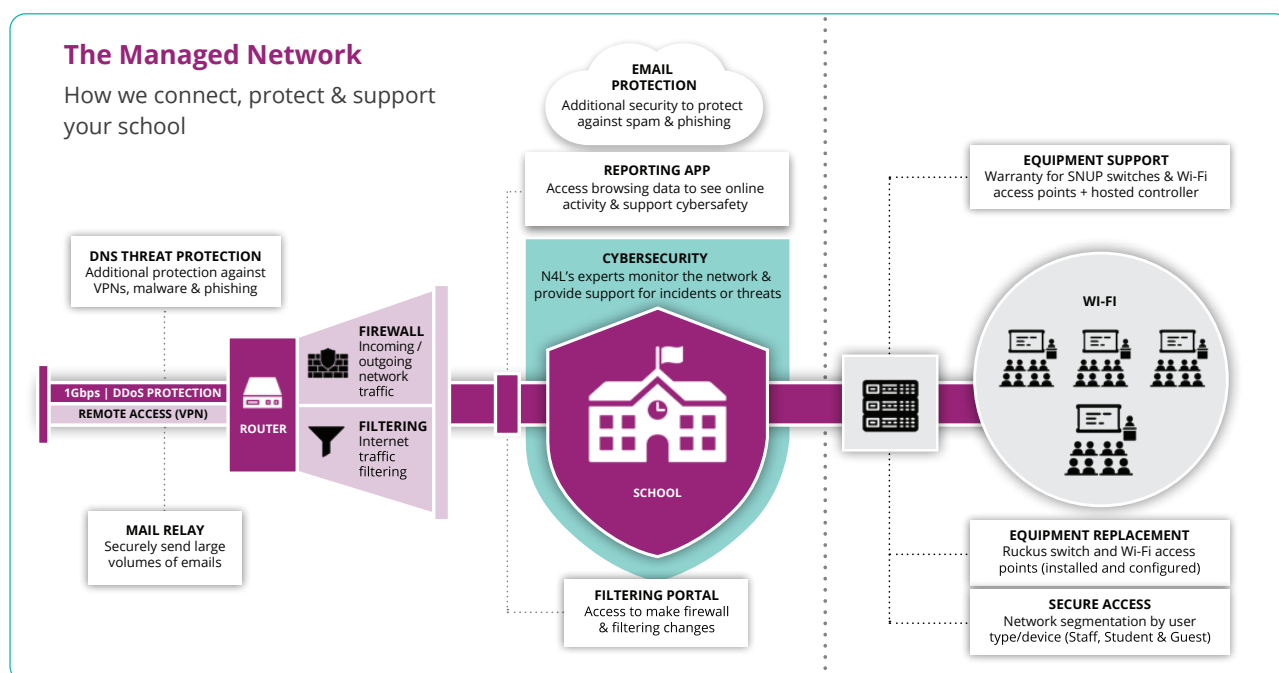 The Managed Network
How we connect, protect & support
your school
EMAIL
PROTECTION
Additional security to protect
against spam & phishing
REPORTING APP
Access browsing data to see online
activity & support cybersafety
DNS THREAT PROTECTION
Additional protection against
VPNs, malware & phishing
1Gbps | DDoS PROTECTION
REMOTE ACCESS (VPN)
ROUTER
FIREWALL
Incoming /
outgoing
network
traffic
FILTERING
Internet
traffic
filtering
MAIL RELAY
Securely send large
volumes of emails
CYBERSECURITY
N4L’s experts monitor the network &
provide support for incidents or threats
SCHOOL
FILTERING PORTAL
Access to make firewall
& filtering changes
EQUIPMENT SUPPORT
Warranty for SNUP switches & Wi-Fi
access points + hosted controller
WI-FI
EQUIPMENT REPLACEMENT
Ruckus switch and Wi-Fi access
points (installed and configured)
SECURE ACCESS
Network segmentation by user
type/device (Staff, Student & Guest)